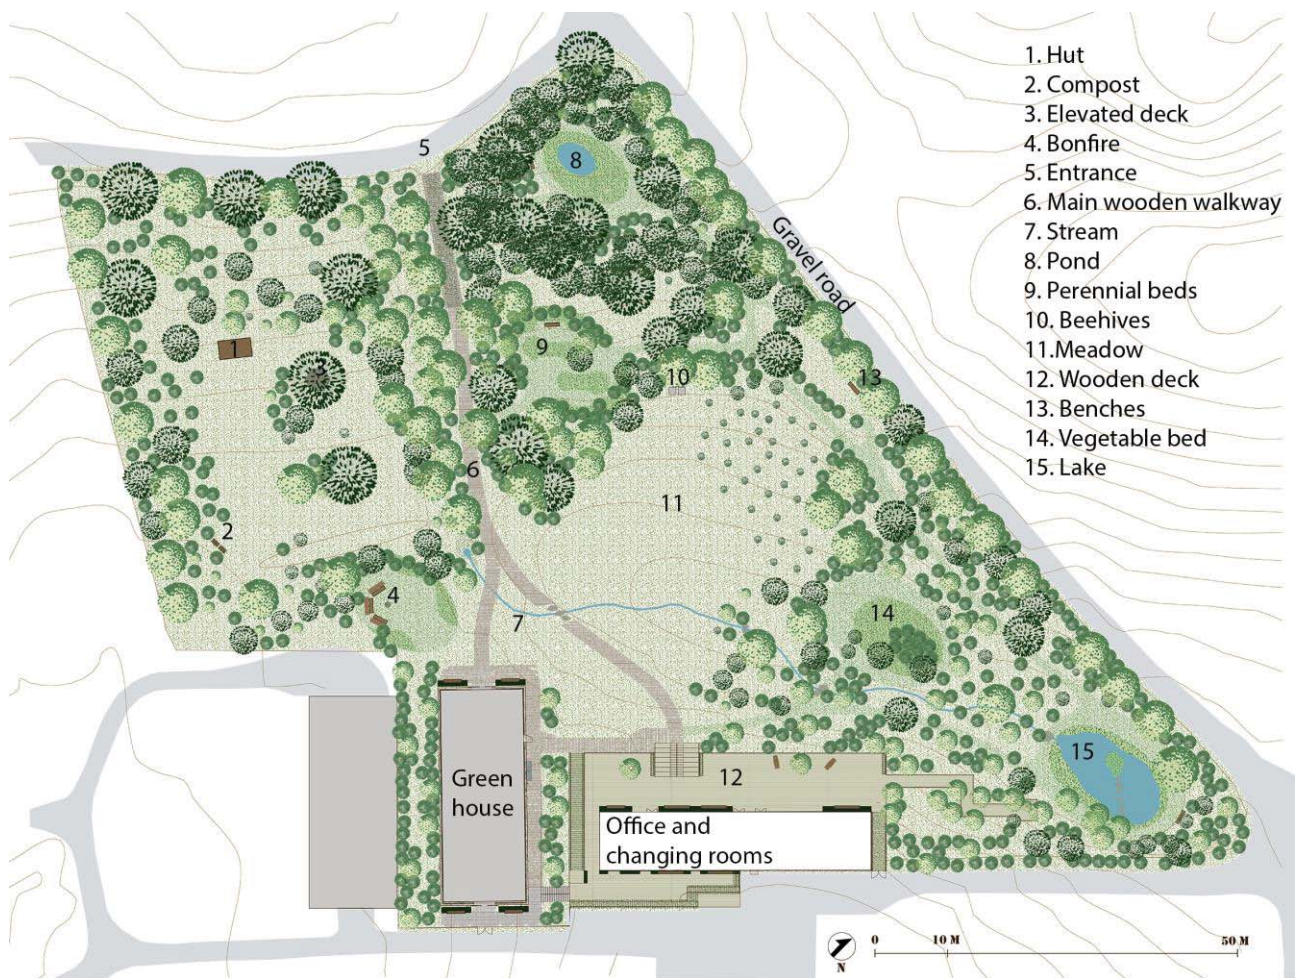 1. Hut
2. Compost
3. Elevated deck
4. Bonfire
5. Entrance
6. Main wooden walkway
7. Stream
8. Pond
9. Perennial beds
10. Beehives
11.Meadow
12. Wooden deck
13. Benches
14. Vegetable bed
15. Lake
5
8
Gravel road
1
3
9
10
13
6
11
2
4
7
14
15
12
Green
house
Office and
changing rooms
N
0 10 M 50 M